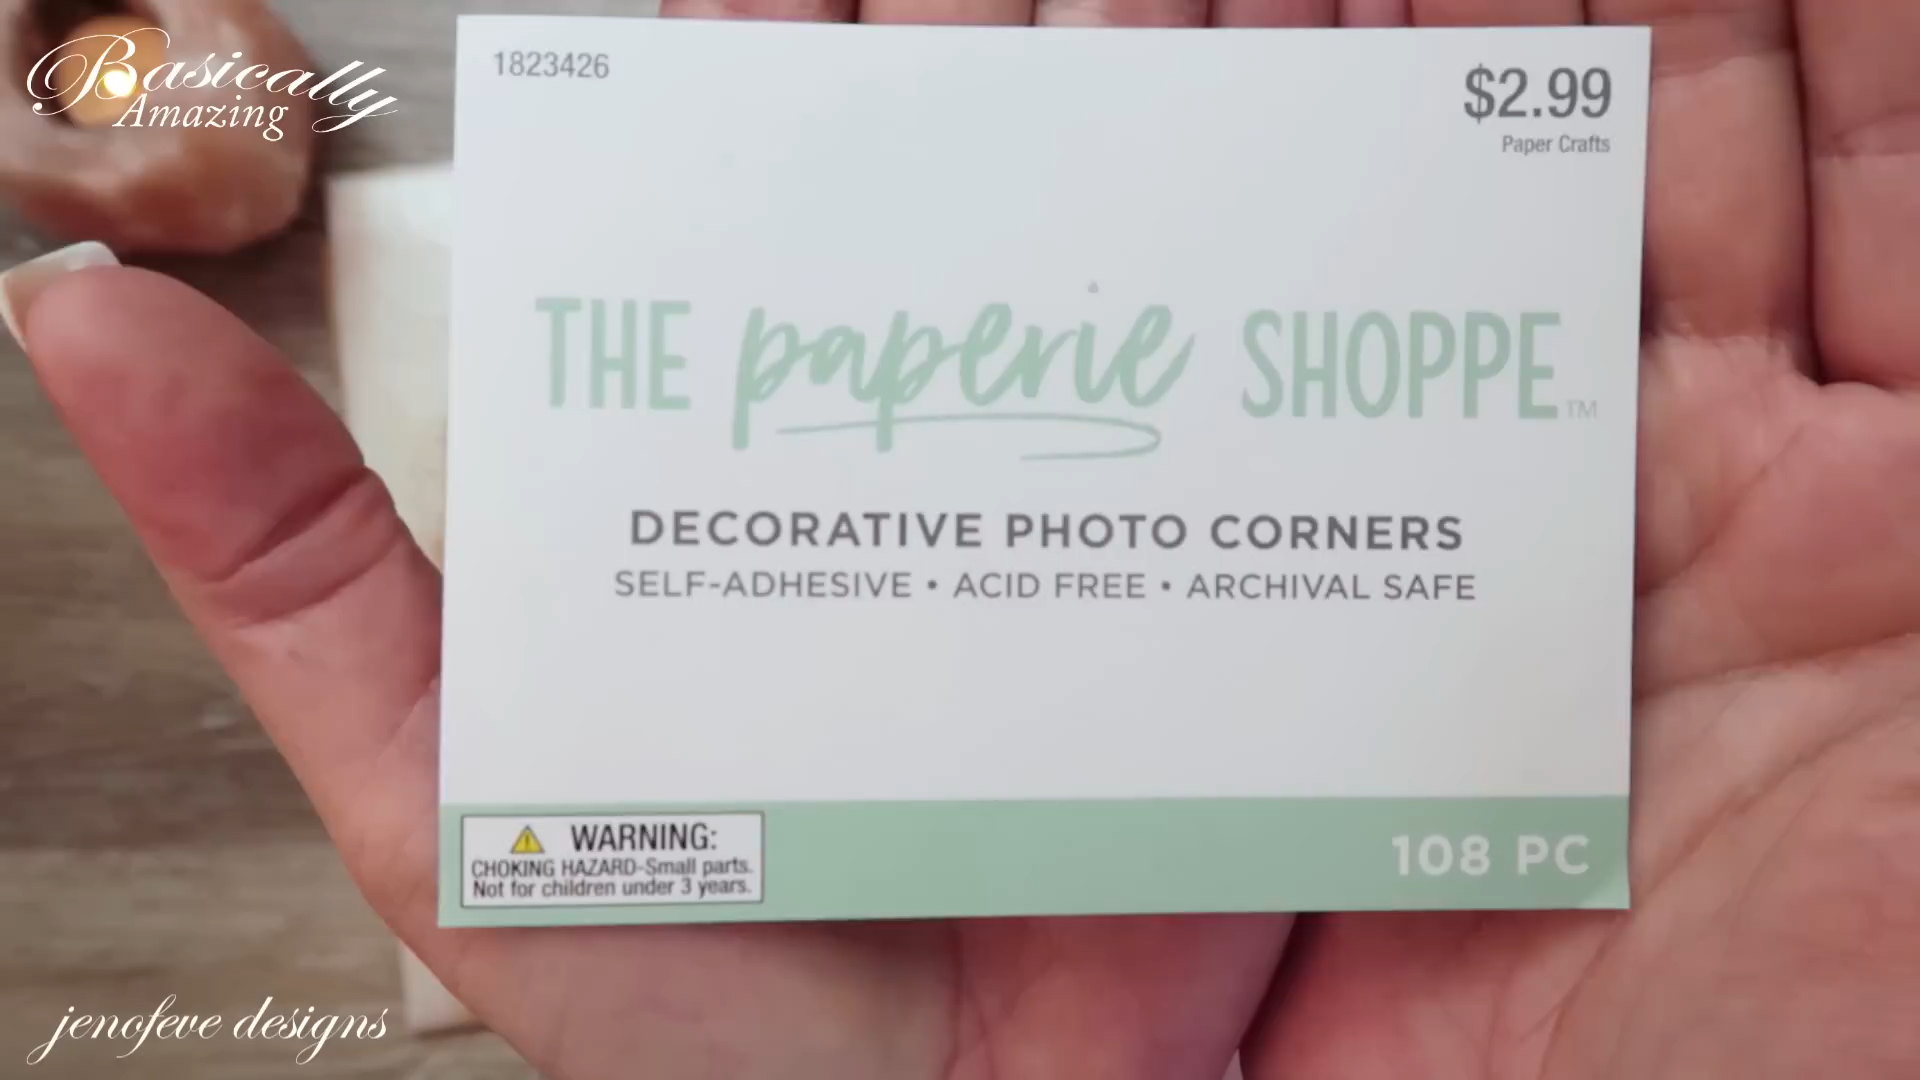 Basically
Amazing
1823426
$2.99
Paper Crafts
THE paperie SHOPPE™
DECORATIVE PHOTO CORNERS
SELF-ADHESIVE • ACID FREE • ARCHIVAL SAFE
WARNING:
CHOKING HAZARD-Small parts.
Not for children under 3 years.
108 PC
jenofeve designs